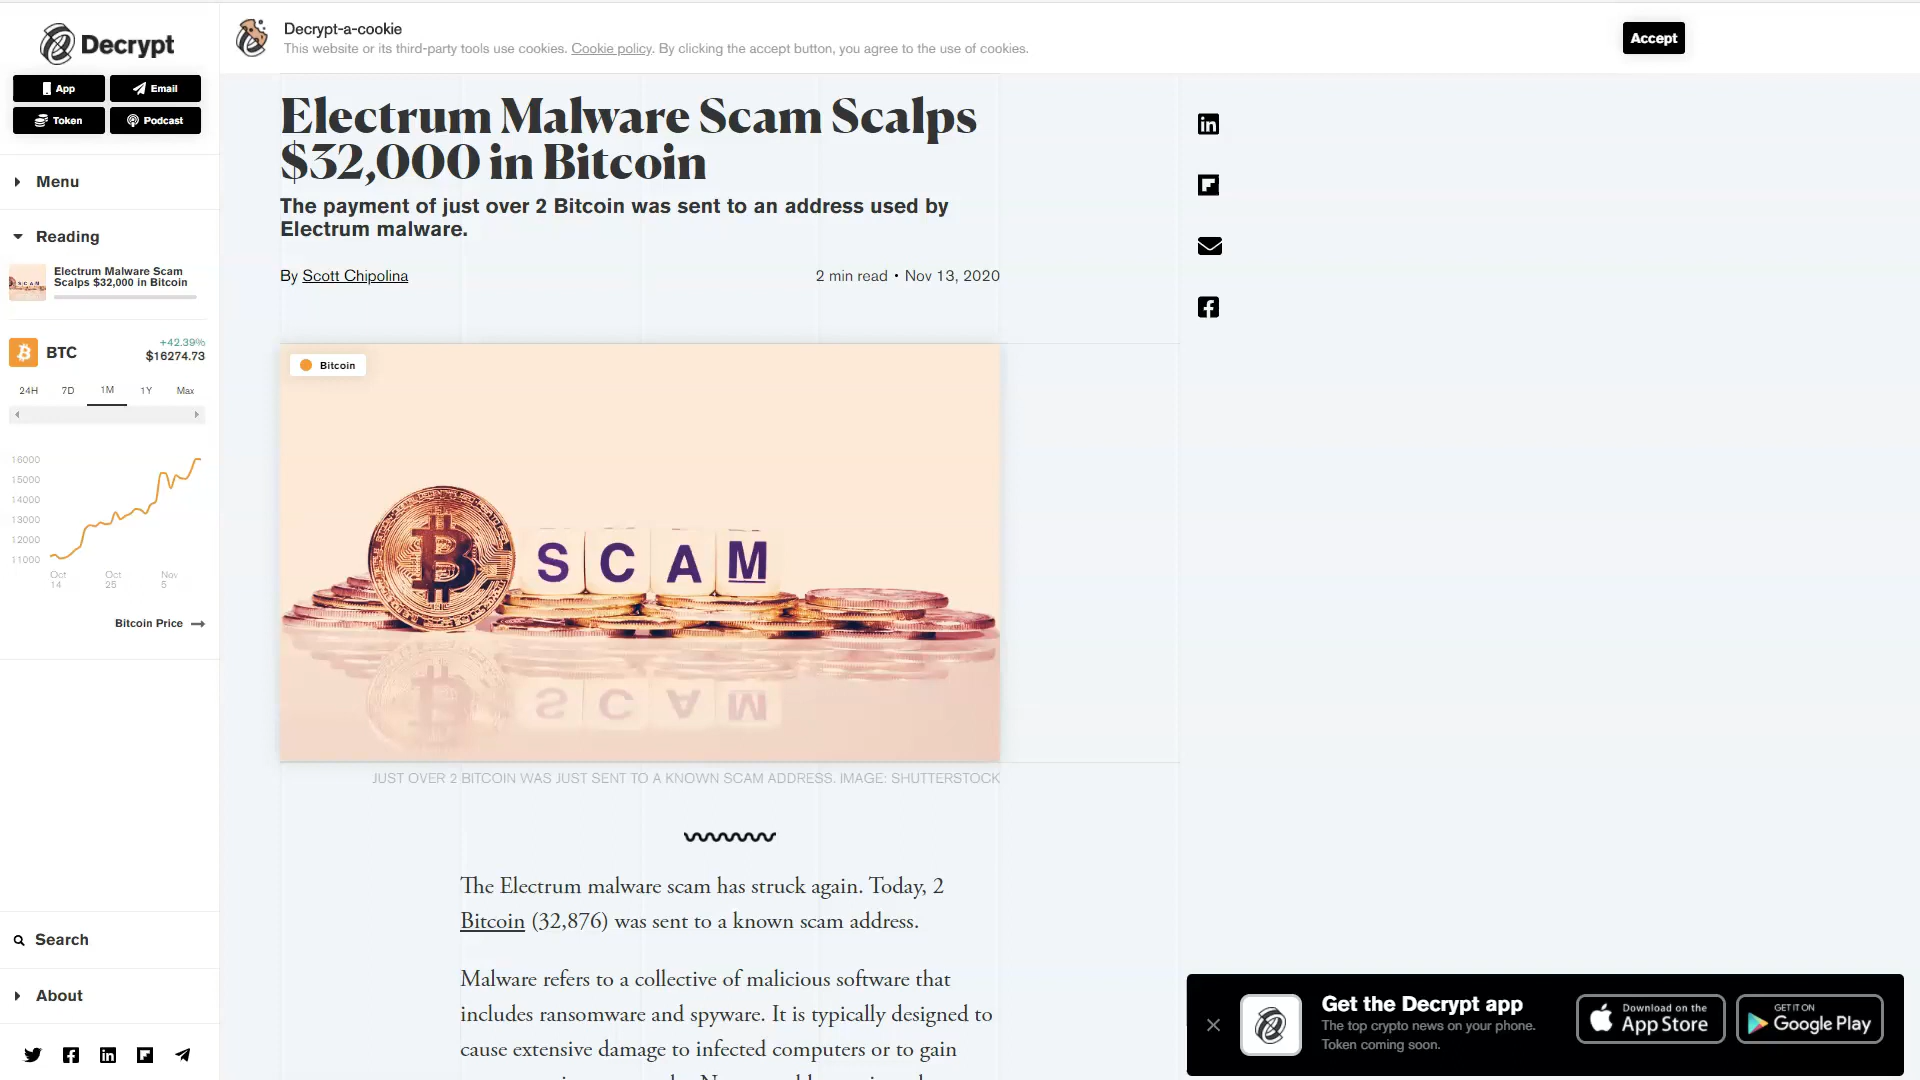 Decrypt
App
Email
Token
Podcast
Menu
Reading
Electrum Malware Scam
Scalps $32,000 in Bitcoin
BTC
+42.39%
$16274.73
24H 7D 1M 1Y Max
16000
15000
14000
13000
12000
11000
Oct 14
Oct 25
Nov 5
Bitcoin Price
Search
About
Decrypt-a-cookie
This website or its third-party tools use cookies. Cookie policy. By clicking the accept button, you agree to the use of cookies.
Accept
Electrum Malware Scam Scalps
$32,000 in Bitcoin
The payment of just over 2 Bitcoin was sent to an address used by
Electrum malware.
By Scott Chipolina
2 min read • Nov 13, 2020
Bitcoin
SCAM
JUST OVER 2 BITCOIN WAS JUST SENT TO A KNOWN SCAM ADDRESS. IMAGE: SHUTTERSTOCK
The Electrum malware scam has struck again. Today, 2
Bitcoin (32,876) was sent to a known scam address.
Malware refers to a collective of malicious software that
includes ransomware and spyware. It is typically designed to
cause extensive damage to infected computers or to gain
Get the Decrypt app
The top crypto news on your phone.
Token coming soon.
Download on the
App Store
GET IT ON
Google Play